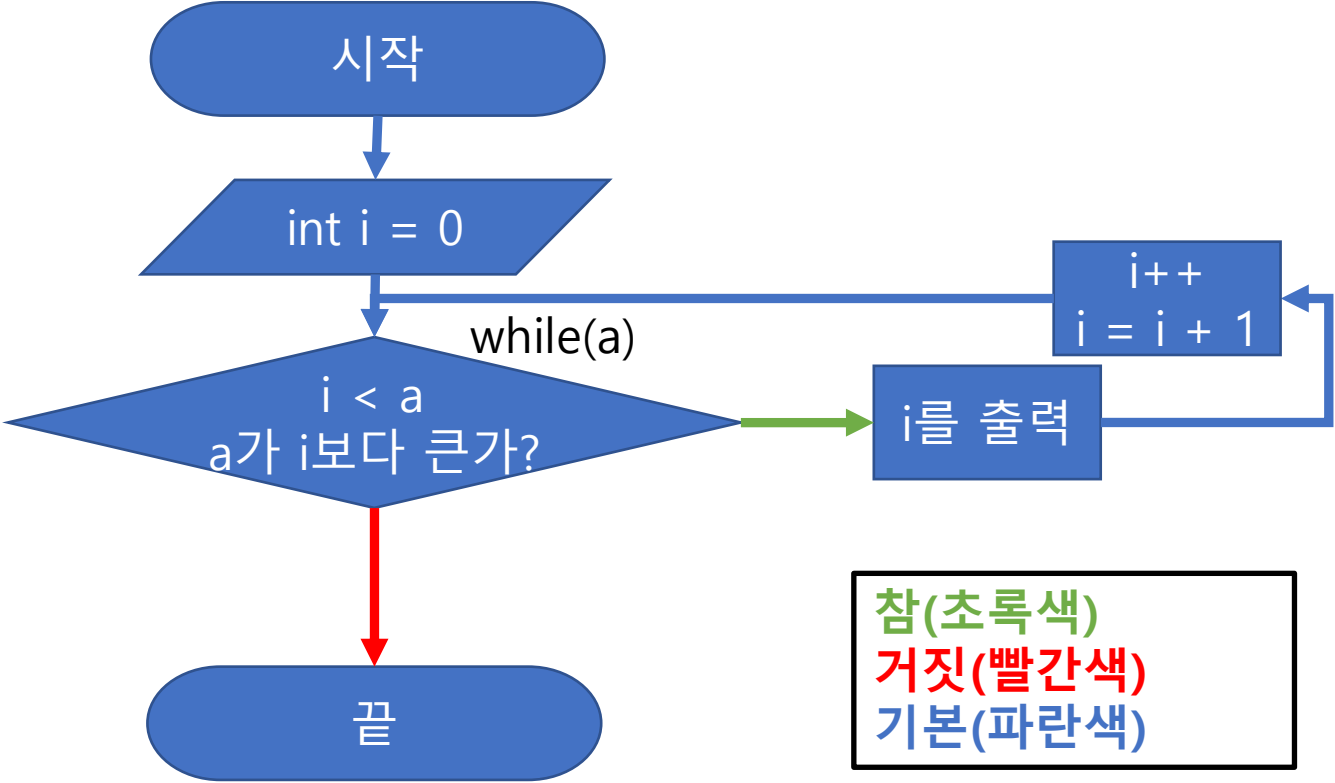 시작
int i = 0
i++
i = i + 1
while(a)
i < a
a가 i보다 큰가?
i를 출력
참(초록색)
거짓(빨간색)
기본(파란색)
끝